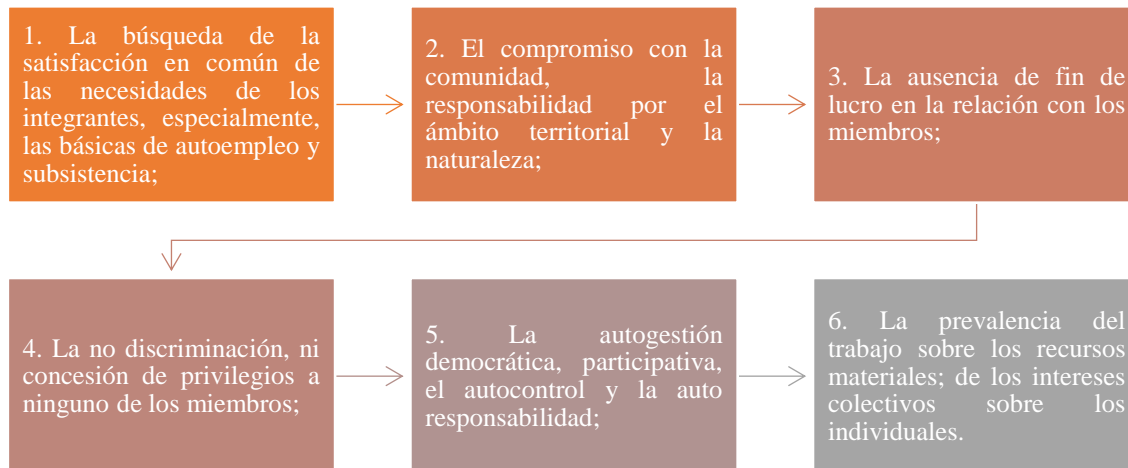 1. La búsqueda de la
satisfacción en común de
las necesidades de los
integrantes, especialmente,
las básicas de autoempleo y
subsistencia;
2. El compromiso con la
comunidad, la
responsabilidad por el
ámbito territorial y la
naturaleza;
3. La ausencia de fin de
lucro en la relación con los
miembros;
4. La no discriminación, ni
concesión de privilegios a
ninguno de los miembros;
5. La autogestión
democrática, participativa,
el autocontrol y la auto
responsabilidad;
6. La prevalencia del
trabajo sobre los recursos
materiales; de los intereses
colectivos sobre los
individuales.